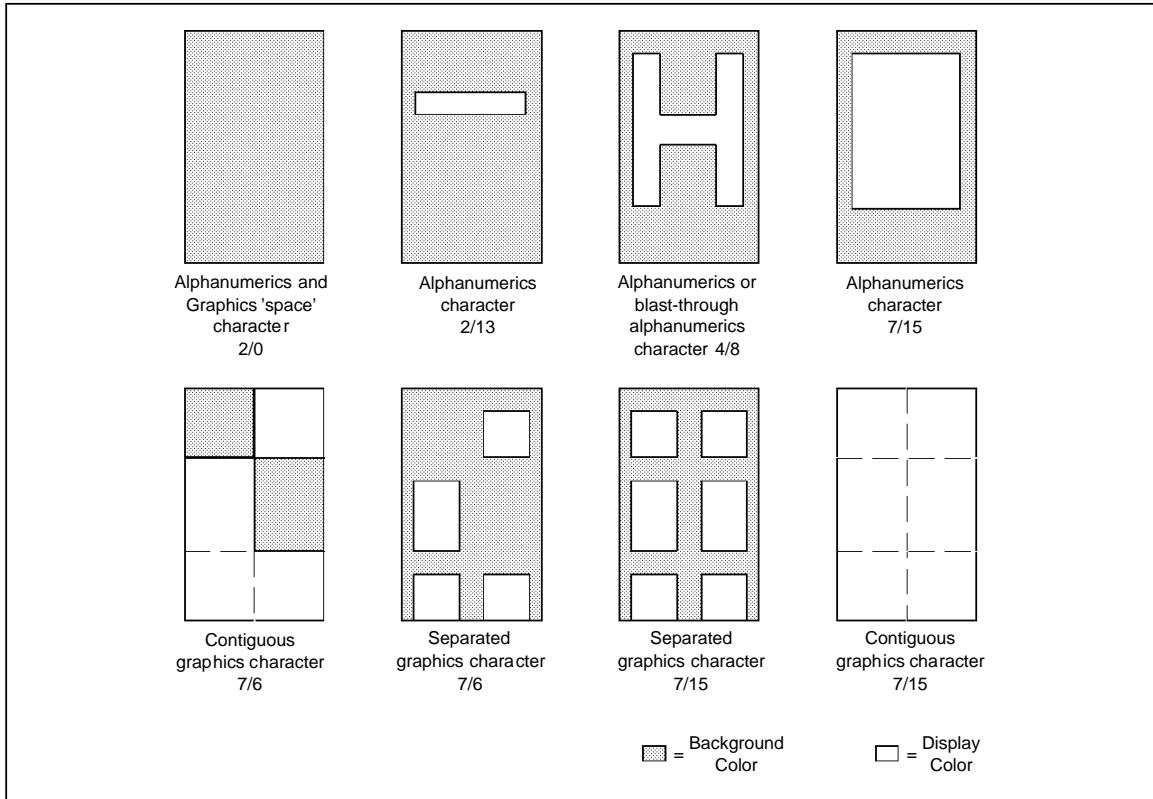 Alphanumerics and
Graphics 'space'
character
2/0
Alphanumerics
character
2/13
Alphanumerics or
blast-through
alphanumerics
character 4/8
Alphanumerics
character
7/15
Contiguous
graphics character
7/6
Separated
graphics character
7/6
Separated
graphics character
7/15
Contiguous
graphics character
7/15
= Background
Color
= Display
Color